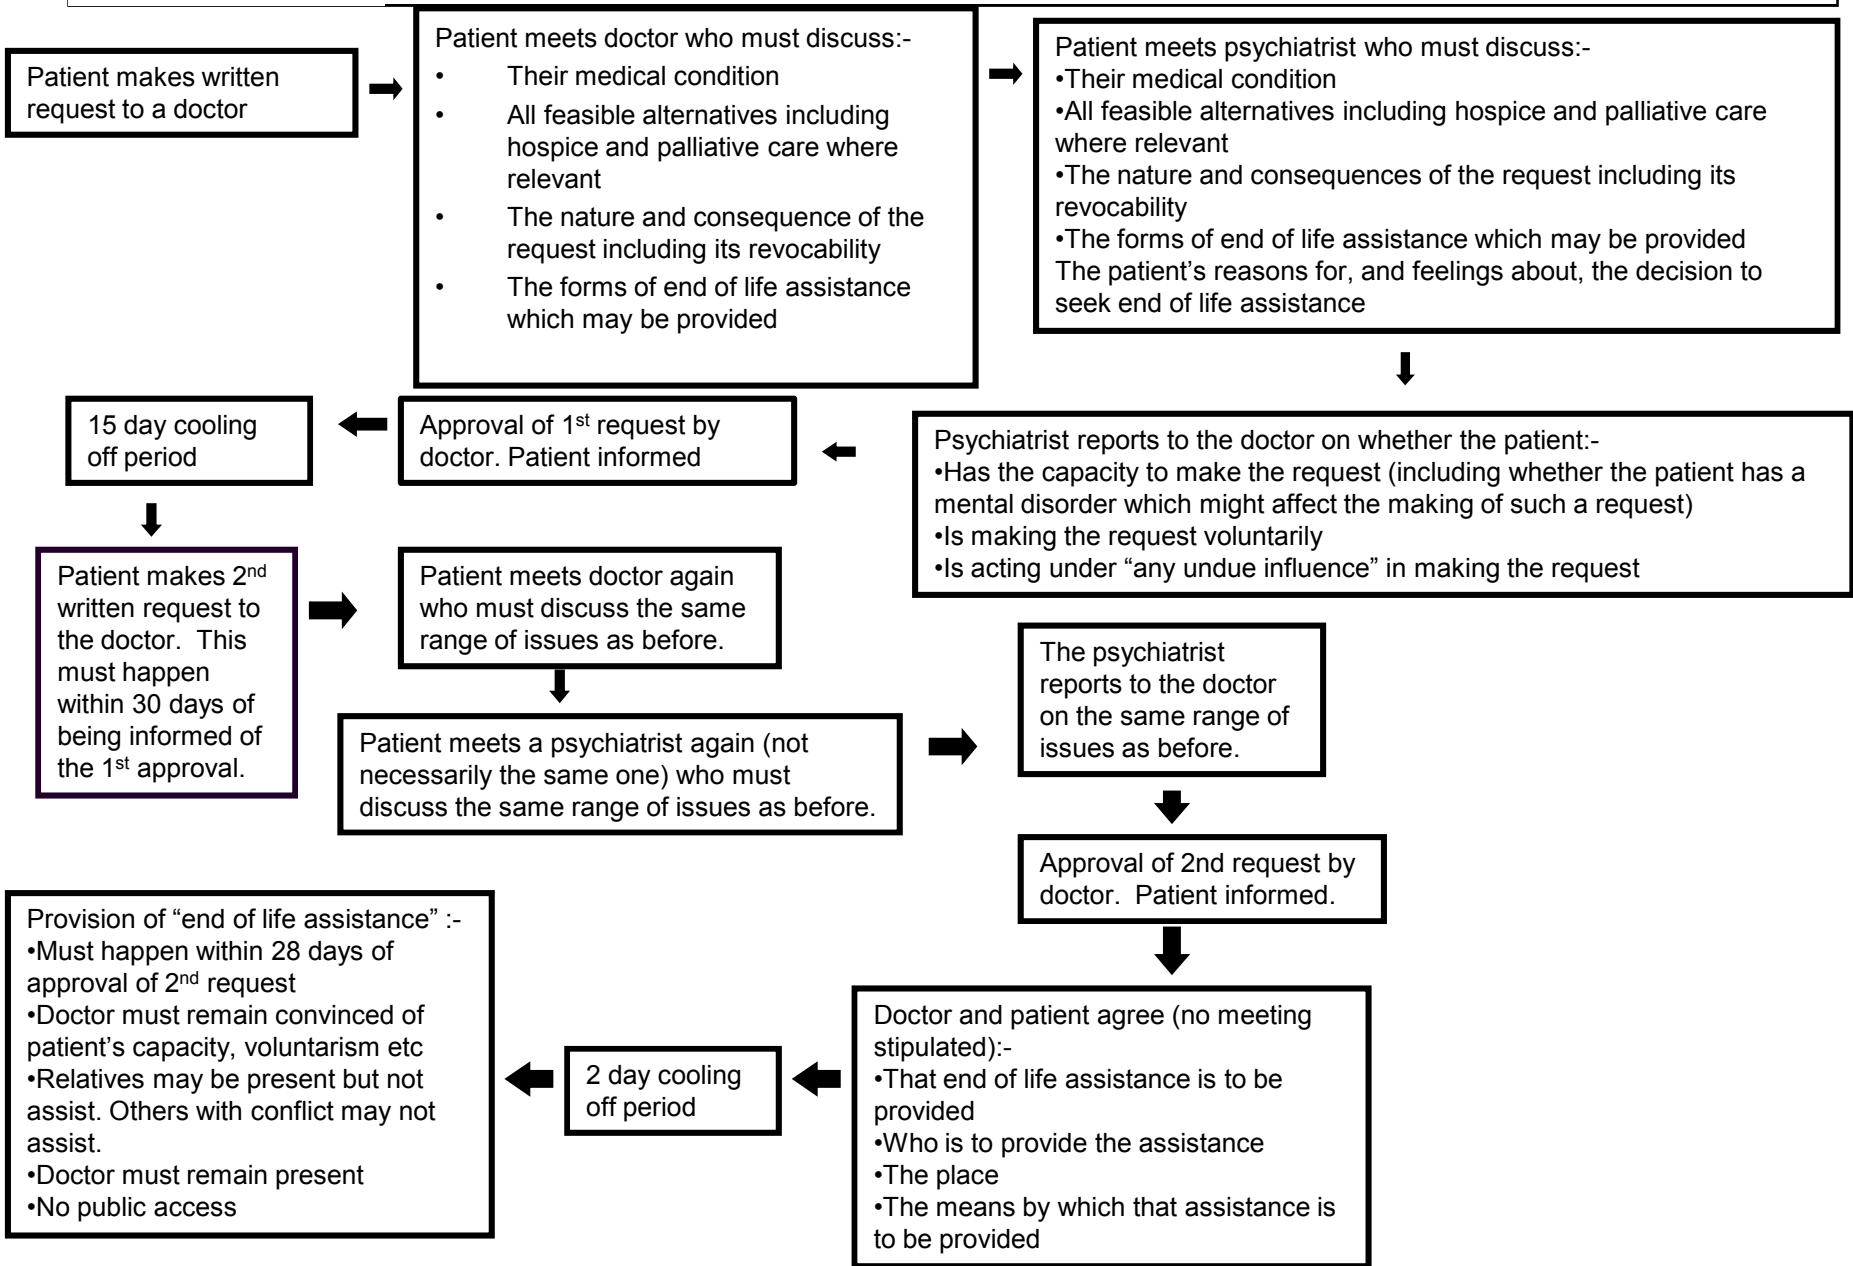 Patient makes written
request to a doctor
Patient meets doctor who must discuss:-
• Their medical condition
• All feasible alternatives including
hospice and palliative care where
relevant
• The nature and consequence of the
request including its revocability
• The forms of end of life assistance
which may be provided
Patient meets psychiatrist who must discuss:-
•Their medical condition
•All feasible alternatives including hospice and palliative care
where relevant
•The nature and consequences of the request including its
revocability
•The forms of end of life assistance which may be provided
The patient’s reasons for, and feelings about, the decision to
seek end of life assistance
Psychiatrist reports to the doctor on whether the patient:-
•Has the capacity to make the request (including whether the patient has a
mental disorder which might affect the making of such a request)
•Is making the request voluntarily
•Is acting under “any undue influence” in making the request
Approval of 1st request by
doctor. Patient informed
15 day cooling
off period
Patient makes 2nd
written request to
the doctor. This
must happen
within 30 days of
being informed of
the 1st approval.
Patient meets doctor again
who must discuss the same
range of issues as before.
Patient meets a psychiatrist again (not
necessarily the same one) who must
discuss the same range of issues as before.
The psychiatrist
reports to the doctor
on the same range of
issues as before.
Approval of 2nd request by
doctor. Patient informed.
Doctor and patient agree (no meeting
stipulated):-
•That end of life assistance is to be
provided
•Who is to provide the assistance
•The place
•The means by which that assistance is
to be provided
2 day cooling
off period
Provision of “end of life assistance” :-
•Must happen within 28 days of
approval of 2nd request
•Doctor must remain convinced of
patient’s capacity, voluntarism etc
•Relatives may be present but not
assist. Others with conflict may not
assist.
•Doctor must remain present
•No public access